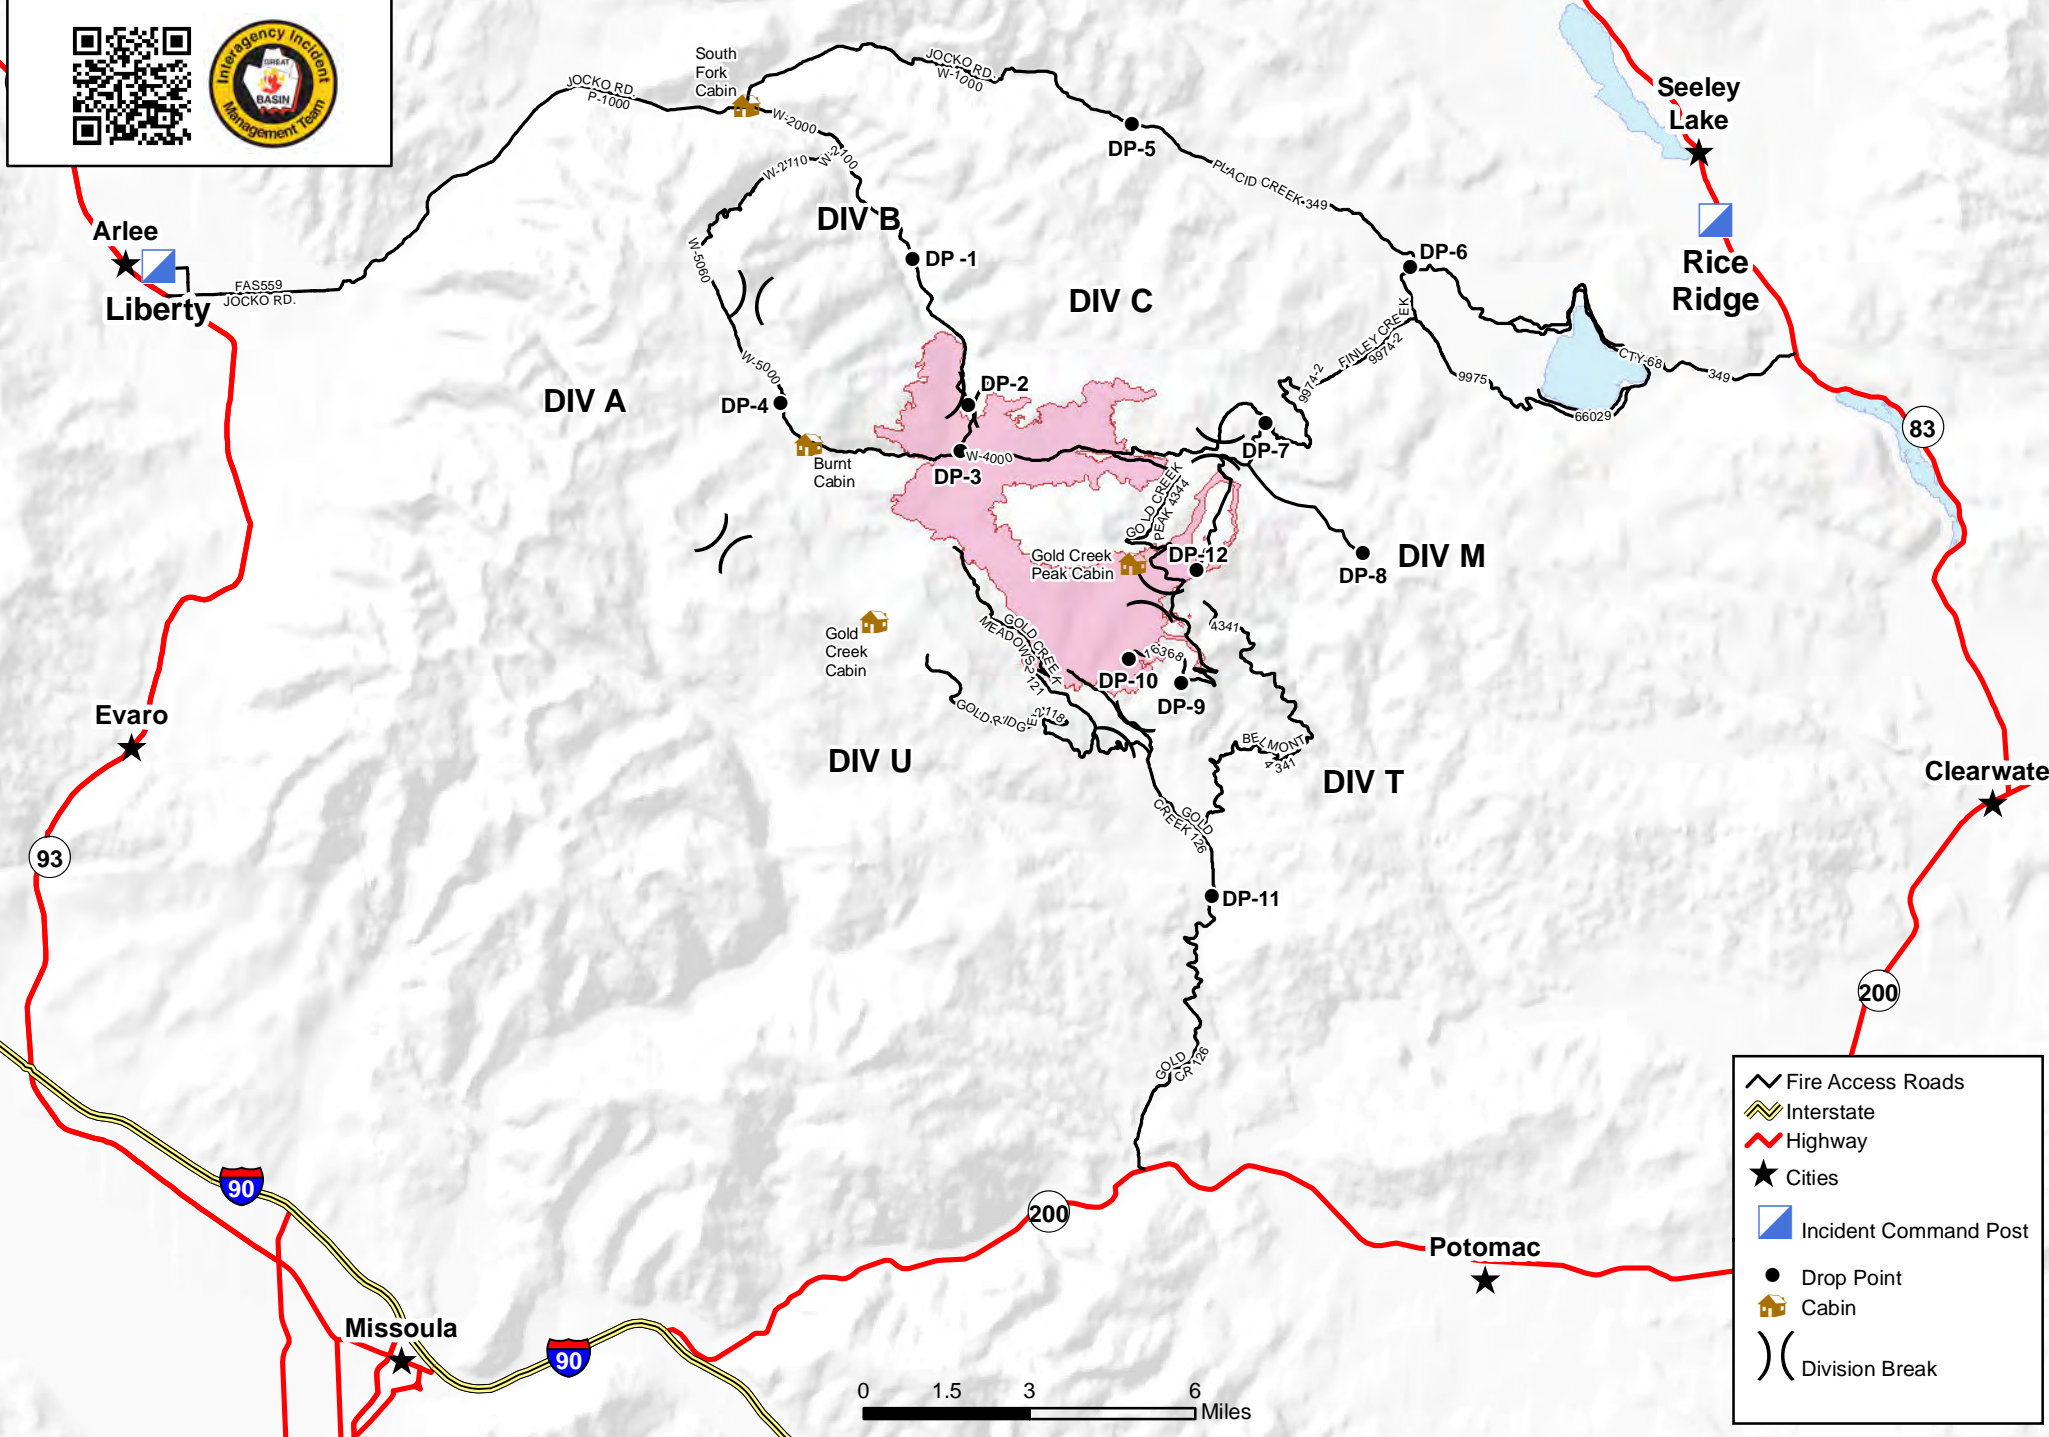 Interagency Incident
GREAT
BASIN
Management Team
South
Fork
Cabin
JOCKO RD.
W-1000
JOCKO RD.
P-1000
W-2000
W-2100
W-2110
DP-5
PLACID CREEK 349
Seeley
Lake
Arlee
Liberty
FAS559
JOCKO RD.
DIV B
W-5060
DP -1
DIV C
DP-6
Rice
Ridge
FINLEY CREEK
9974-2
9974-2
9975
CTY-68
349
66029
83
W-5000
DIV A
DP-4
DP-2
Burnt
Cabin
DP-3
W-4000
DP-7
GOLD CREEK
PEAK 4344
Gold Creek
Peak Cabin
DP-12
DP-8
DIV M
Gold
Creek
Cabin
GOLD CREEK
MEADOWS 2121
4341
16368
DP-10
DP-9
GOLD RIDGE 2118
BELMONT
4341
DIV U
DIV T
Evaro
Clearwate
93
GOLD
CREEK 126
DP-11
200
GOLD
CR 126
90
200
Potomac
Missoula
90
0 1.5 3 6
Miles
Fire Access Roads
Interstate
Highway
Cities
Incident Command Post
Drop Point
Cabin
Division Break